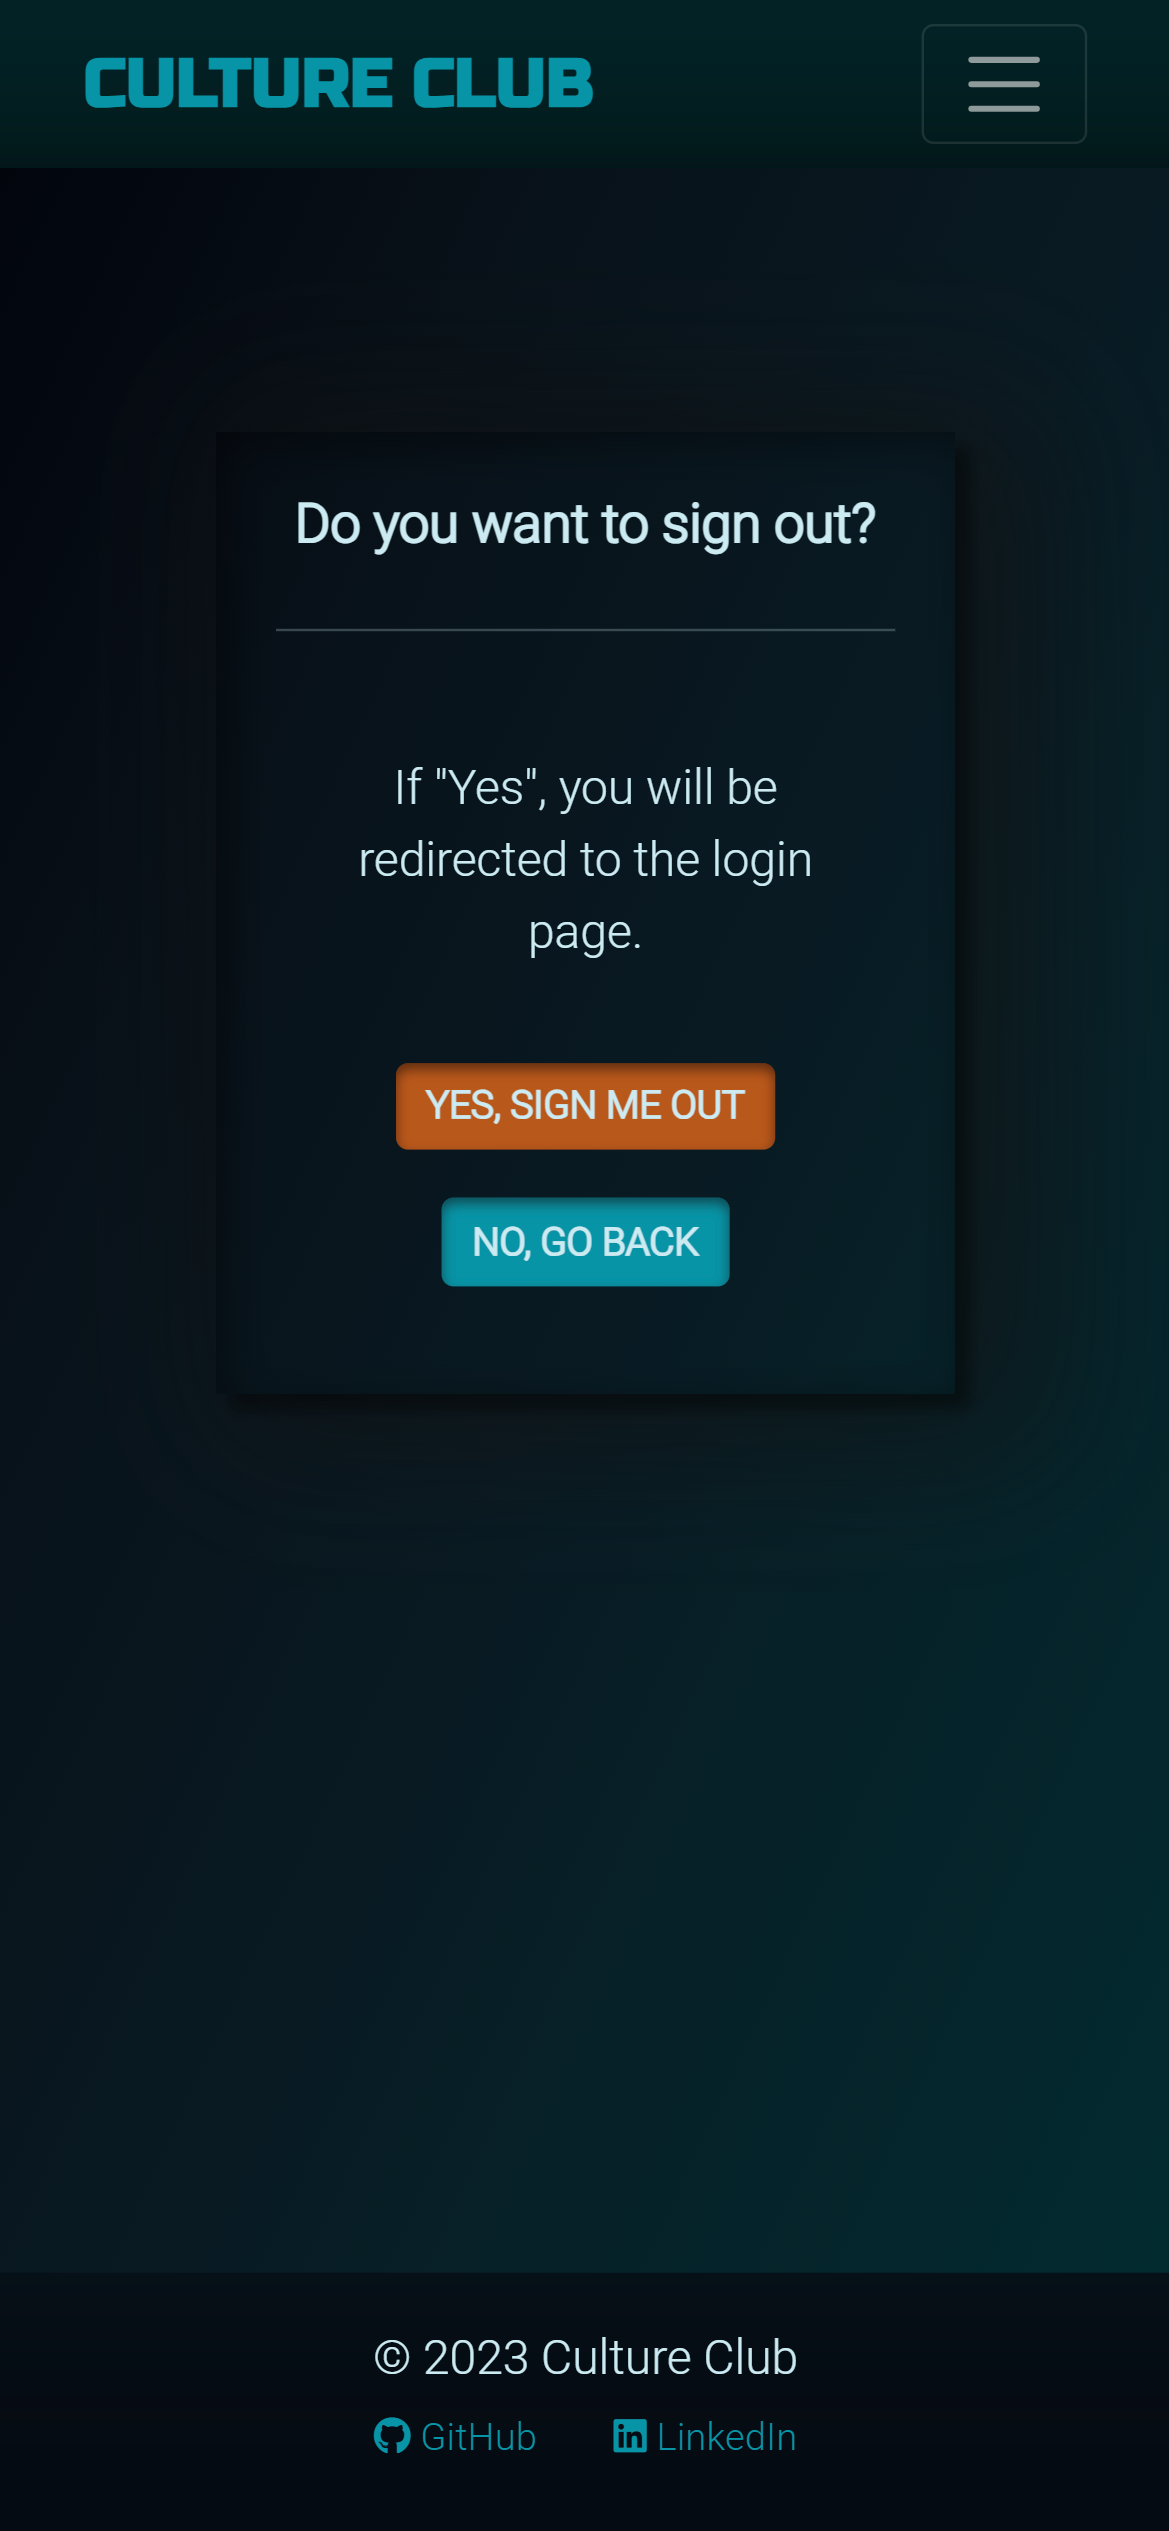 CULTURE CLUB
Do you want to sign out?
If "Yes", you will be
redirected to the login
page.
YES, SIGN ME OUT
NO, GO BACK
© 2023 Culture Club
GitHub LinkedIn